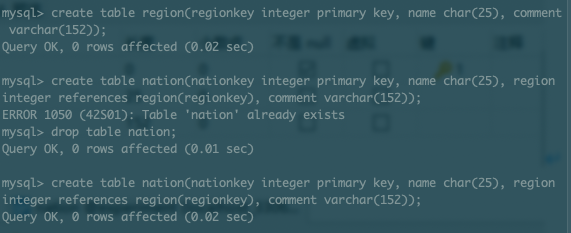 mysql> create table region(regionkey integer primary key, name char(25), comment
varchar(152));
Query OK, 0 rows affected (0.02 sec)
mysql> create table nation(nationkey integer primary key, name char(25), region
integer references region(regionkey), comment varchar(152));
ERROR 1050 (42S01): Table 'nation' already exists
mysql> drop table nation;
Query OK, 0 rows affected (0.01 sec)
mysql> create table nation(nationkey integer primary key, name char(25), region
integer references region(regionkey), comment varchar(152));
Query OK, 0 rows affected (0.02 sec)